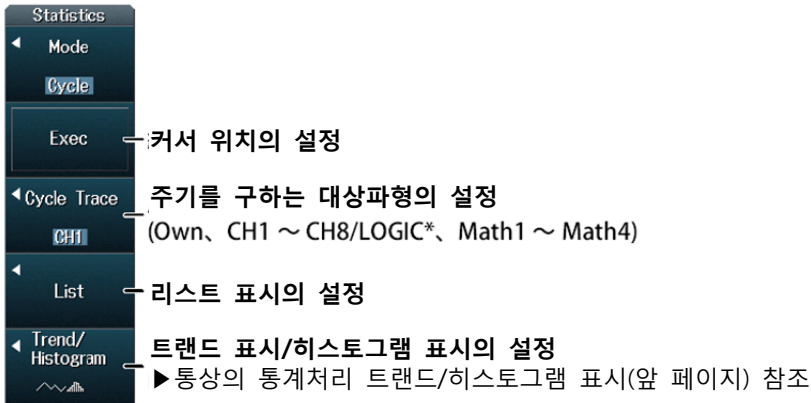 Statistics
Mode
Cycle
Exec
커서 위치의 설정
Cycle Trace
CH1
주기를 구하는 대상파형의 설정
(Own、CH1 ～ CH8/LOGIC*、Math1 ～ Math4)
List
리스트 표시의 설정
Trend/
Histogram
트랜드 표시/히스토그램 표시의 설정
▶통상의 통계처리 트랜드/히스토그램 표시(앞 페이지) 참조